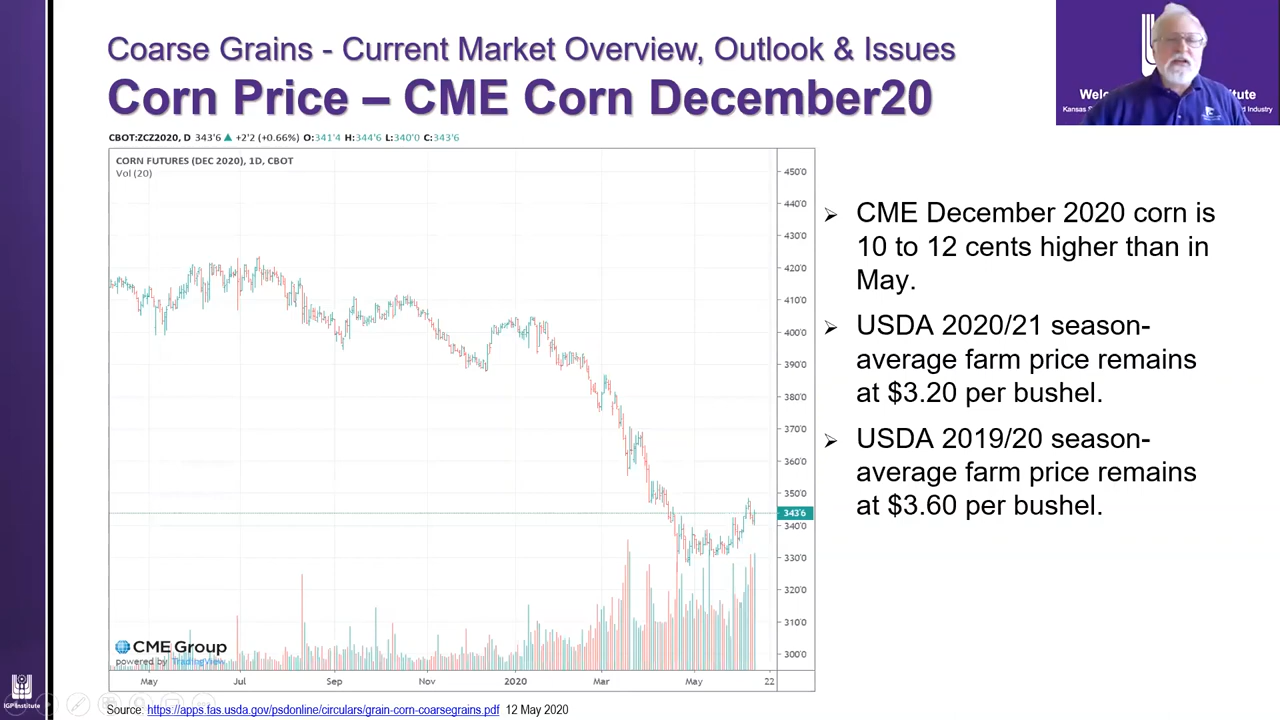 Coarse Grains - Current Market Overview, Outlook & Issues
Corn Price – CME Corn December20
CBOT:ZCZ2020, D 343'6 ▲ +2'2 (+0.66%) O:341'4 H:344'6 L:340'0 C:343'6
CORN FUTURES (DEC 2020), 1D, CBOT
Vol (20)
450'0
440'0
430'0
420'0
410'0
400'0
390'0
380'0
370'0
360'0
350'0
343'6
340'0
330'0
320'0
310'0
300'0
CME Group
powered by TradingView
May Jul Sep Nov 2020 Mar May 22
➢ CME December 2020 corn is
10 to 12 cents higher than in
May.
➢ USDA 2020/21 season-
average farm price remains
at $3.20 per bushel.
➢ USDA 2019/20 season-
average farm price remains
at $3.60 per bushel.
Source: https://apps.fas.usda.gov/psdonline/circulars/grain-corn-coarsegrains.pdf 12 May 2020
IGP Institute
Kansas
Industry